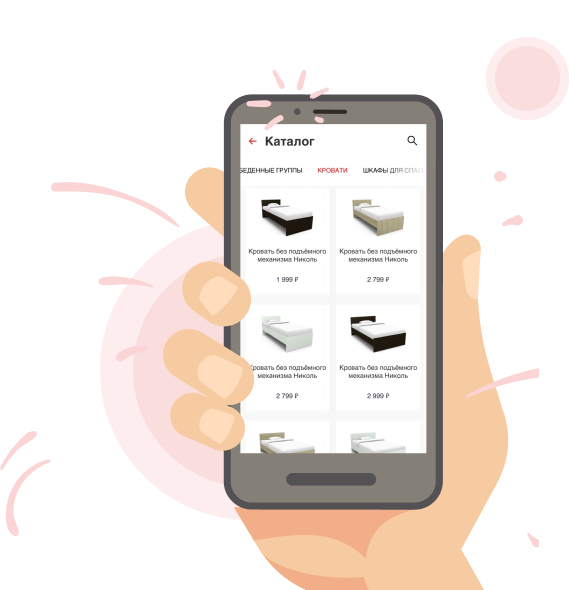 Каталог
БЕДЕННЫЕ ГРУППЫ КРОВАТИ ШКАФЫ ДЛЯ СПАЛ
Кровать без подъёмного
механизма Николь
1 999 ₽
Кровать без подъёмного
механизма Николь
2 799 ₽
Кровать без подъёмного
механизма Николь
2 799 ₽
Кровать без подъёмного
механизма Николь
2 999 ₽